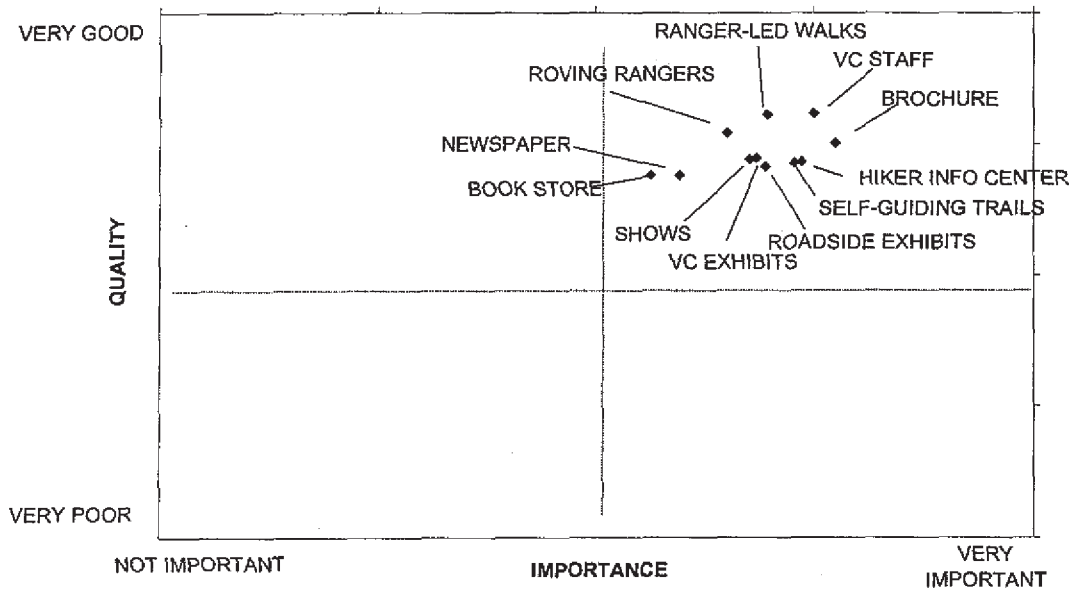 VERY GOOD
RANGER-LED WALKS
VC STAFF
ROVING RANGERS
BROCHURE
NEWSPAPER
BOOK STORE
HIKER INFO CENTER
SELF-GUIDING TRAILS
SHOWS
ROADSIDE EXHIBITS
VC EXHIBITS
QUALITY
VERY POOR
NOT IMPORTANT
IMPORTANCE
VERY
IMPORTANT